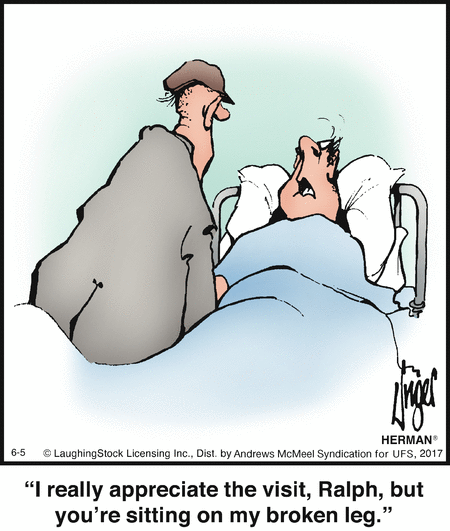 Unger
HERMAN®
6-5 © LaughingStock Licensing Inc., Dist. by Andrews McMeel Syndication for UFS, 2017
“I really appreciate the visit, Ralph, but
you’re sitting on my broken leg.”